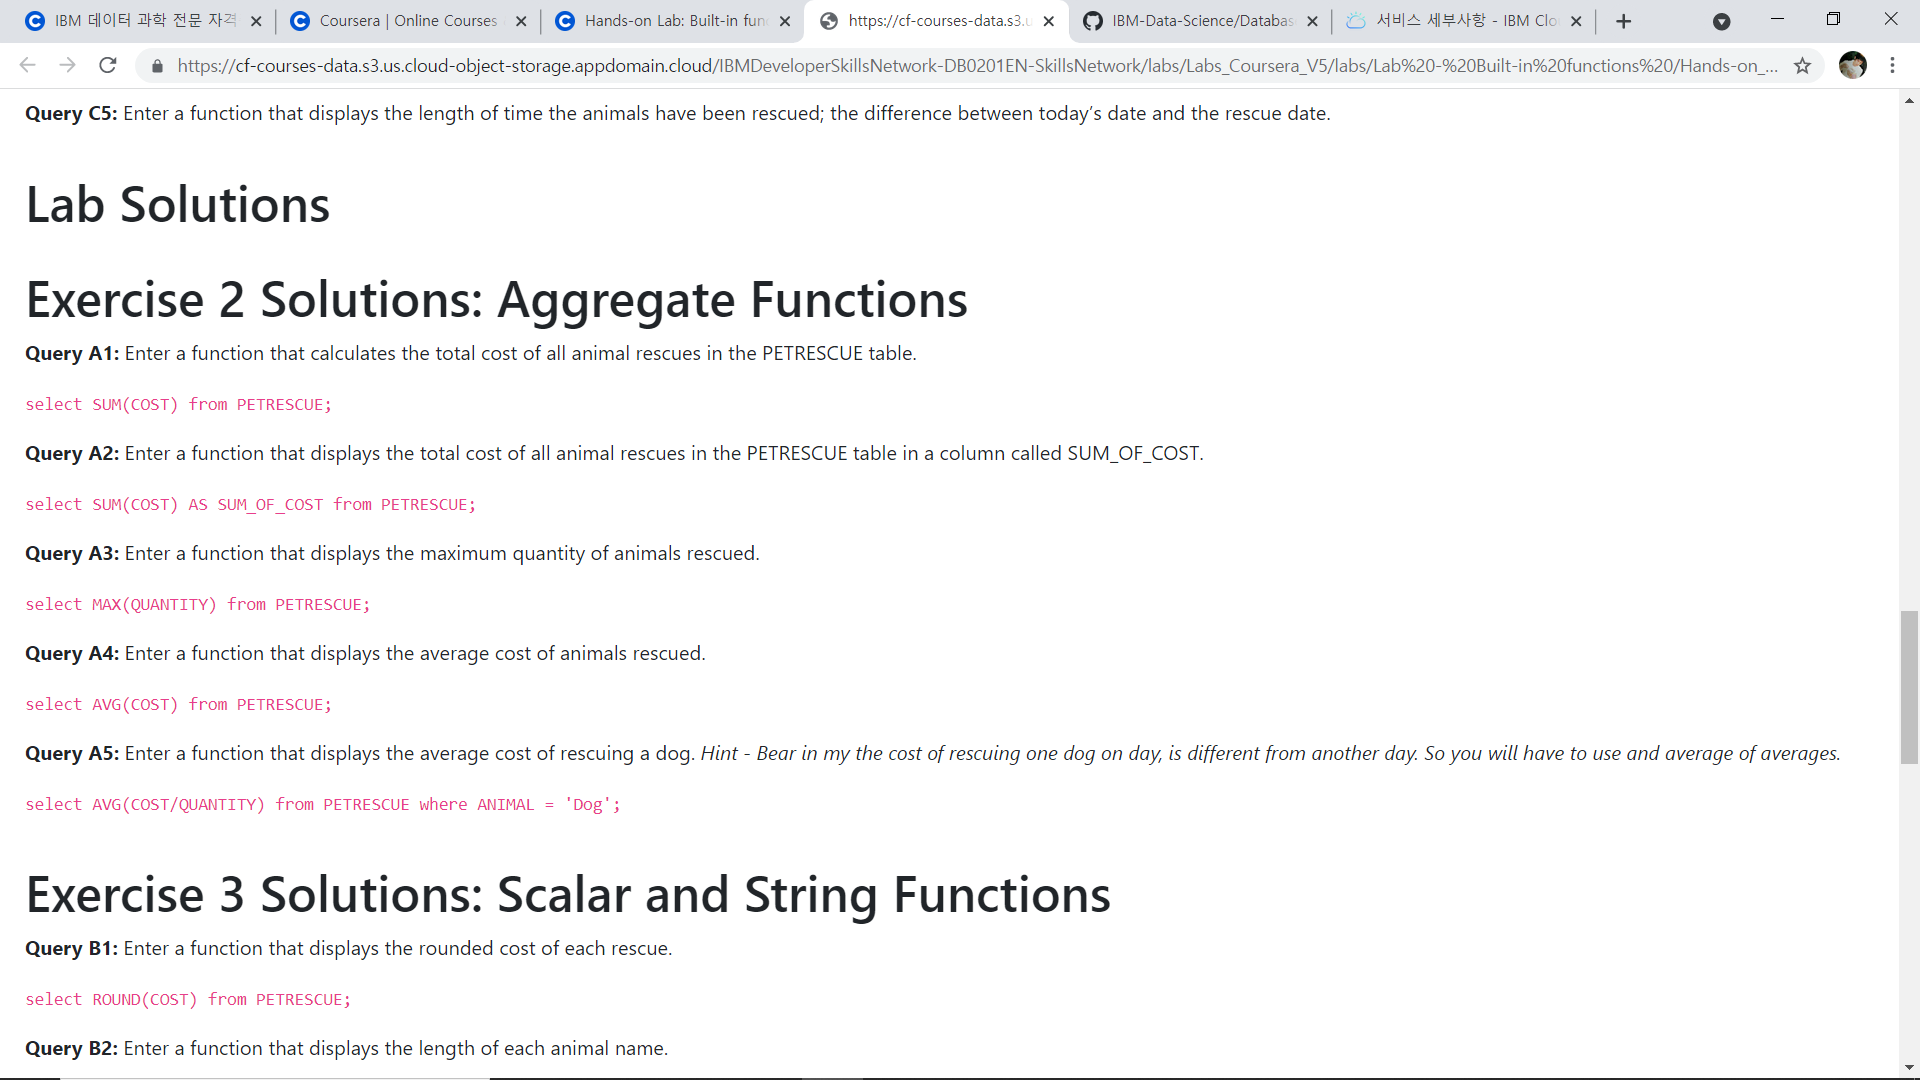 IBM 데이터 과학 전문 자격
Coursera | Online Courses
Hands-on Lab: Built-in fun
https://cf-courses-data.s3.u
IBM-Data-Science/Databas
서비스 세부사항 - IBM Clo
https://cf-courses-data.s3.us.cloud-object-storage.appdomain.cloud/IBMDeveloperSkillsNetwork-DB0201EN-SkillsNetwork/labs/Labs_Coursera_V5/labs/Lab%20-%20Built-in%20functions%20/Hands-on_...
Query C5: Enter a function that displays the length of time the animals have been rescued; the difference between today’s date and the rescue date.
Lab Solutions
Exercise 2 Solutions: Aggregate Functions
Query A1: Enter a function that calculates the total cost of all animal rescues in the PETRESCUE table.
select SUM(COST) from PETRESCUE;
Query A2: Enter a function that displays the total cost of all animal rescues in the PETRESCUE table in a column called SUM_OF_COST.
select SUM(COST) AS SUM_OF_COST from PETRESCUE;
Query A3: Enter a function that displays the maximum quantity of animals rescued.
select MAX(QUANTITY) from PETRESCUE;
Query A4: Enter a function that displays the average cost of animals rescued.
select AVG(COST) from PETRESCUE;
Query A5: Enter a function that displays the average cost of rescuing a dog. Hint - Bear in my the cost of rescuing one dog on day, is different from another day. So you will have to use and average of averages.
select AVG(COST/QUANTITY) from PETRESCUE where ANIMAL = 'Dog';
Exercise 3 Solutions: Scalar and String Functions
Query B1: Enter a function that displays the rounded cost of each rescue.
select ROUND(COST) from PETRESCUE;
Query B2: Enter a function that displays the length of each animal name.